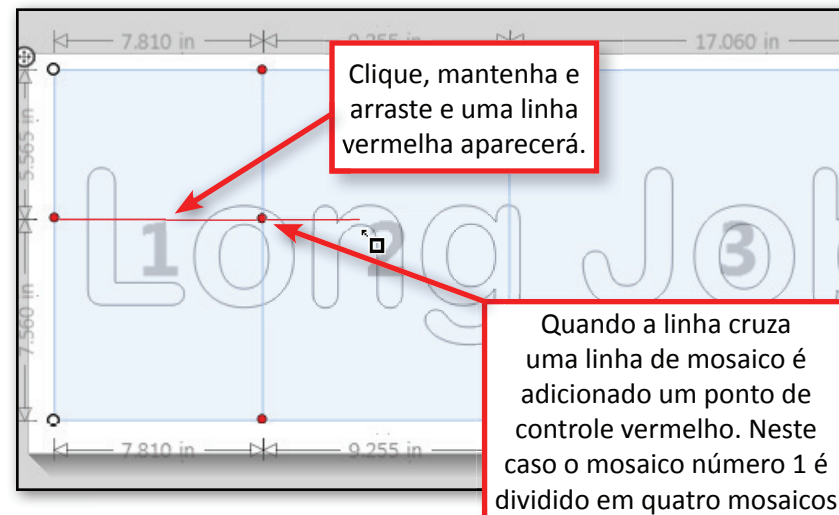 7.810 in 9.255 in 17.060 in
Clique, mantenha e
arraste e uma linha
vermelha aparecerá.
5.565 in
7.560 in
1 2 3
Long Jo
Quando a linha cruza
uma linha de mosaico é
adicionado um ponto de
controle vermelho. Neste
caso o mosaico número 1 é
dividido em quatro mosaicos
7.810 in 9.255 in